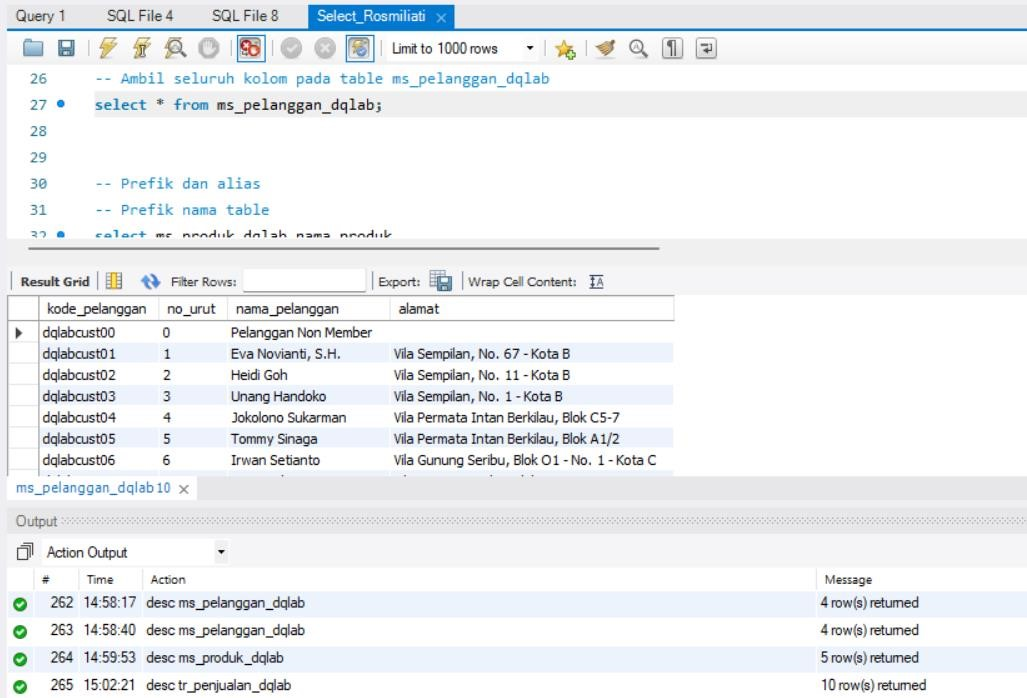 Query 1 SQL File 4 SQL File 8 Select_Rosmiliati
Limit to 1000 rows
26 -- Ambil seluruh kolom pada table ms_pelanggan_dqlab
27 select * from ms_pelanggan_dqlab;
28
29
30 -- Prefik dan alias
31 -- Prefik nama table
32 select ms_produk_dqlab.nama_produk
Result Grid Filter Rows: Export: Wrap Cell Content:
kode_pelanggan no_urut nama_pelanggan alamat
dqlabcust00 0 Pelanggan Non Member
dqlabcust01 1 Eva Novianti, S.H. Vila Sempilan, No. 67 - Kota B
dqlabcust02 2 Heidi Goh Vila Sempilan, No. 11 - Kota B
dqlabcust03 3 Unang Handoko Vila Sempilan, No. 1 - Kota B
dqlabcust04 4 Jokolono Sukarman Vila Permata Intan Berkilau, Blok C5-7
dqlabcust05 5 Tommy Sinaga Vila Permata Intan Berkilau, Blok A1/2
dqlabcust06 6 Irwan Setianto Vila Gunung Seribu, Blok O1 - No. 1 - Kota C
ms_pelanggan_dqlab10
Output
Action Output
# Time Action Message
262 14:58:17 desc ms_pelanggan_dqlab 4 row(s) returned
263 14:58:40 desc ms_pelanggan_dqlab 4 row(s) returned
264 14:59:53 desc ms_produk_dqlab 5 row(s) returned
265 15:02:21 desc tr_penjualan_dqlab 10 row(s) returned